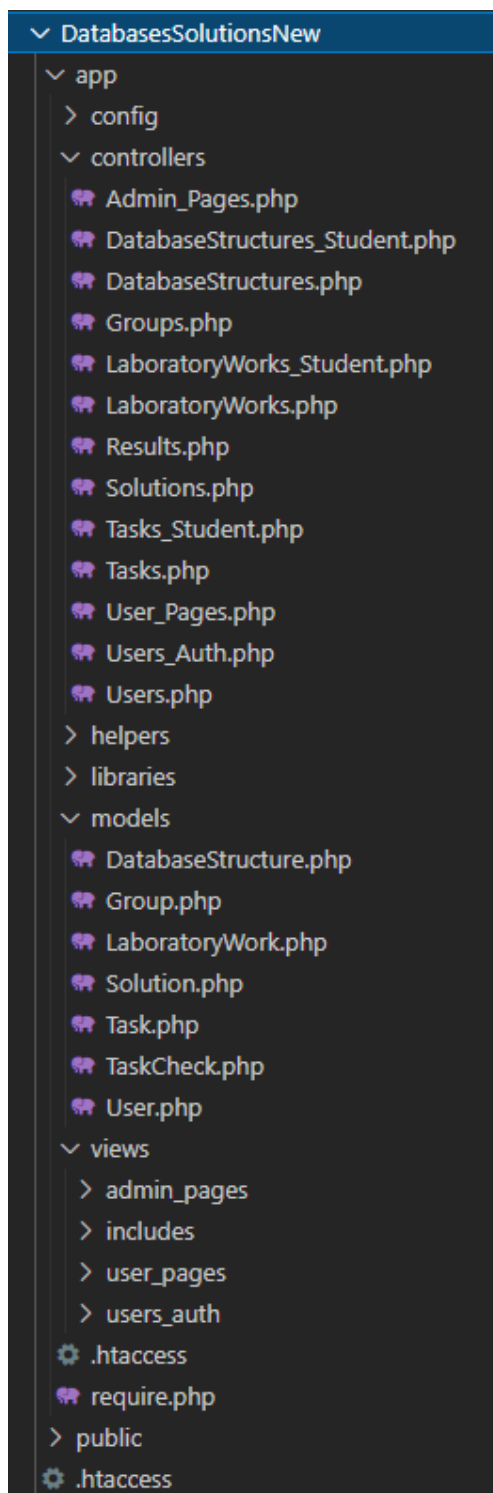 DatabasesSolutionsNew
app
config
controllers
Admin_Pages.php
DatabaseStructures_Student.php
DatabaseStructures.php
Groups.php
LaboratoryWorks_Student.php
LaboratoryWorks.php
Results.php
Solutions.php
Tasks_Student.php
Tasks.php
User_Pages.php
Users_Auth.php
Users.php
helpers
libraries
models
DatabaseStructure.php
Group.php
LaboratoryWork.php
Solution.php
Task.php
TaskCheck.php
User.php
views
admin_pages
includes
user_pages
users_auth
.htaccess
require.php
public
.htaccess